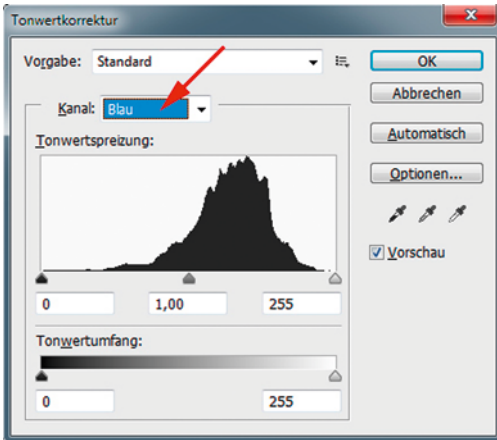 Tonwertkorrektur
Vorgabe: Standard
OK
Abbrechen
Kanal: Blau
Automatisch
Tonwertspreizung:
Optionen...
Vorschau
0 1,00 255
Tonwertumfang:
0 255